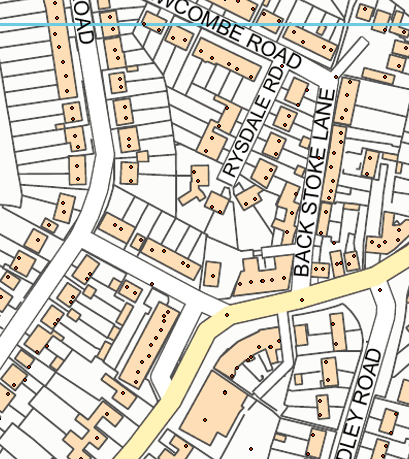 ROAD
WCOMBE ROAD
RYSDALE RD
BACK STOKE LANE
DLEY ROAD